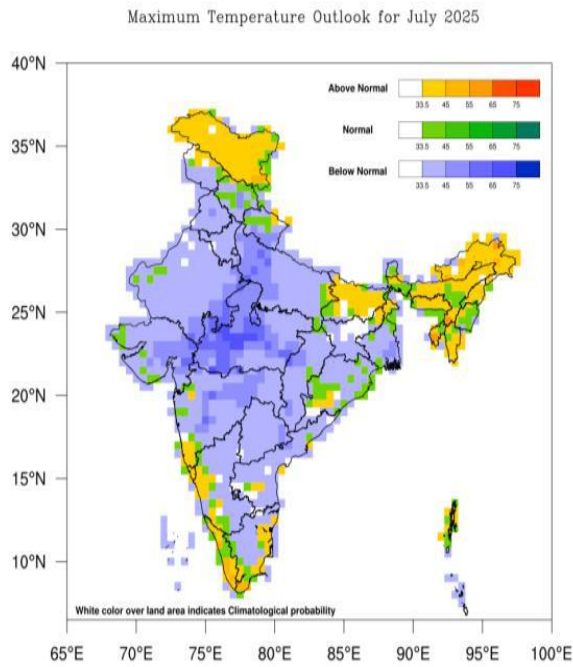 Maximum Temperature Outlook for July 2025
40°N
35°N
30°N
25°N
20°N
15°N
10°N
Above Normal
33.5 45 55 65 75
Normal
33.5 45 55 65 75
Below Normal
33.5 45 55 65 75
White color over land area indicates Climatological probability
65°E 70°E 75°E 80°E 85°E 90°E 95°E 100°E